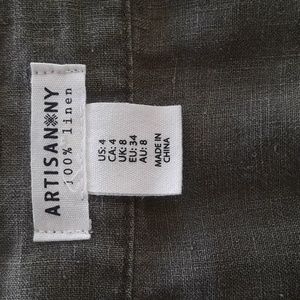 ARTISAN NY
100% linen
US: 4
CA: 4
UK: 8
EU: 34
AU: 8
MADE IN
CHINA